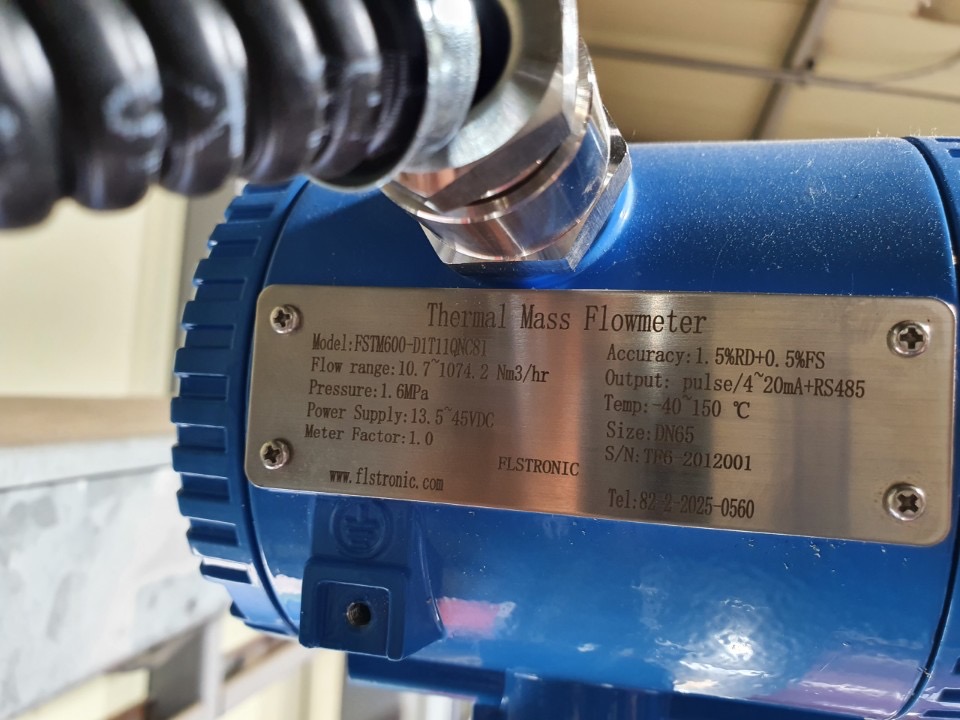 Thermal Mass Flowmeter
Model:FSTM600-D1T11QNCS1
Flow range:10.7~1074.2 Nm3/hr
Pressure:1.6MPa
Power Supply:13.5~45VDC
Meter Factor:1.0
Accuracy:1.5%RD+0.5%FS
Output: pulse/4~20mA+RS485
Temp:-40~150 ℃
Size:DN65
S/N:TF6-2012001
FLSTRONIC
www.flstronic.com
Tel:82-2-2025-0560